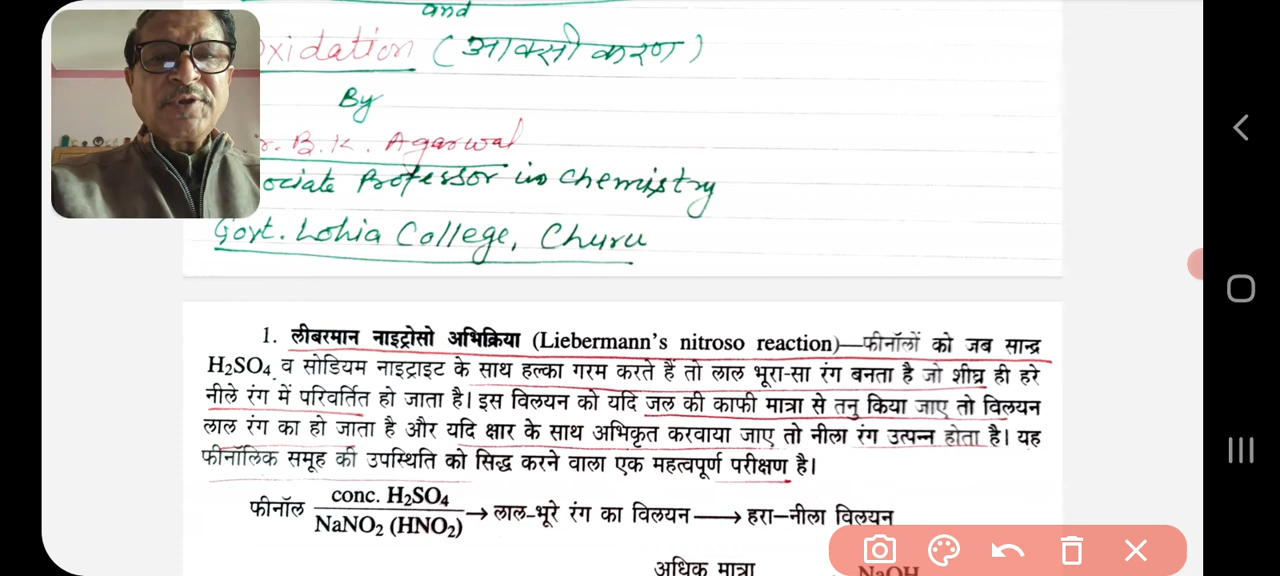 and
xidation (आक्सीकरण)
By
r. B.K. Agarwal
ociate Professor in Chemistry
Govt. Lohia College, Churu
1. लीबरमान नाइट्रोसो अभिक्रिया (Liebermann's nitroso reaction)—फीनॉलों को जब सान्द्र
H₂SO₄ व सोडियम नाइट्राइट के साथ हल्का गरम करते हैं तो लाल भूरा-सा रंग बनता है जो शीघ्र ही हरे
नीले रंग में परिवर्तित हो जाता है। इस विलयन को यदि जल की काफी मात्रा से तनु किया जाए तो विलयन
लाल रंग का हो जाता है और यदि क्षार के साथ अभिकृत करवाया जाए तो नीला रंग उत्पन्न होता है। यह
फीनॉलिक समूह की उपस्थिति को सिद्ध करने वाला एक महत्वपूर्ण परीक्षण है।
फीनॉल conc. H₂SO₄ / NaNO₂ (HNO₂) → लाल-भूरे रंग का विलयन → हरा-नीला विलयन
अधिक मात्रा NaOH